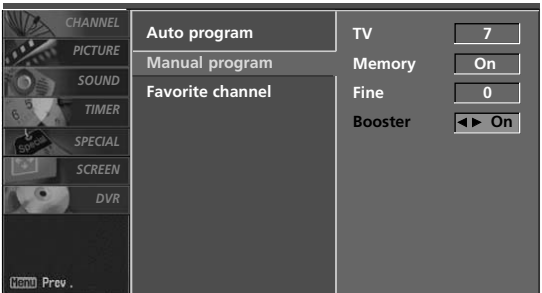 CHANNEL
PICTURE
SOUND
TIMER
Special
SPECIAL
SCREEN
DVR
Menu Prev.
Auto program
Manual program
Favorite channel
TV 7
Memory On
Fine 0
Booster ◄► On